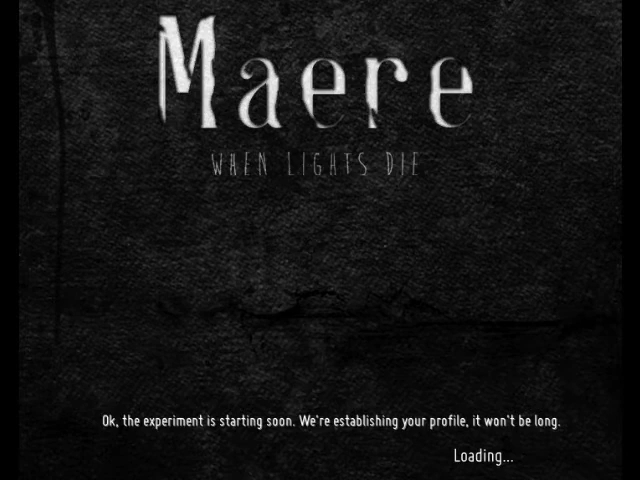 Maere
WHEN LIGHTS DIE
Ok, the experiment is starting soon. We're establishing your profile, it won't be long.
Loading...